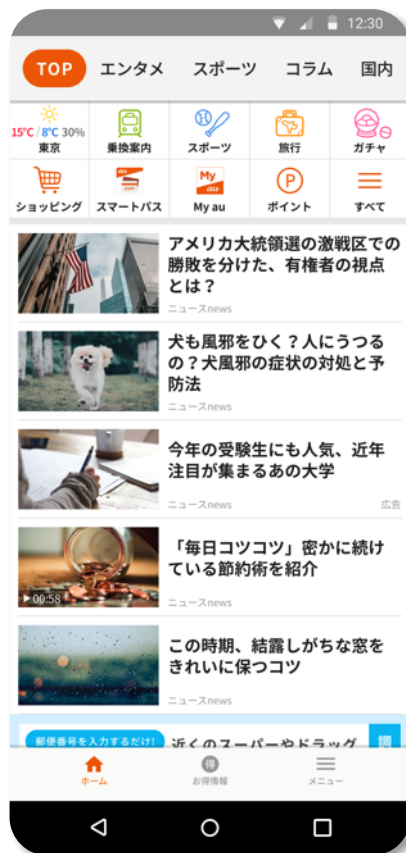 12:30
TOP エンタメ スポーツ コラム 国内
15℃/8℃ 30%
東京 乗換案内 スポーツ 旅行 ガチャ
My
au
P
ショッピング スマートパス My au ポイント すべて
アメリカ大統領選の激戦区での
勝敗を分けた、有権者の視点
とは？
ニュースnews
犬も風邪をひく？人にうつる
の？犬風邪の症状の対処と予
防法
ニュースnews
今年の受験生にも人気、近年
注目が集まるあの大学
ニュースnews 広告
「毎日コツコツ」密かに続け
ている節約術を紹介
00:58
ニュースnews
この時期、結露しがちな窓を
きれいに保つコツ
ニュースnews
郵便番号を入力するだけ! 近くのスーパーやドラッグ
得
ホーム お得情報 メニュー